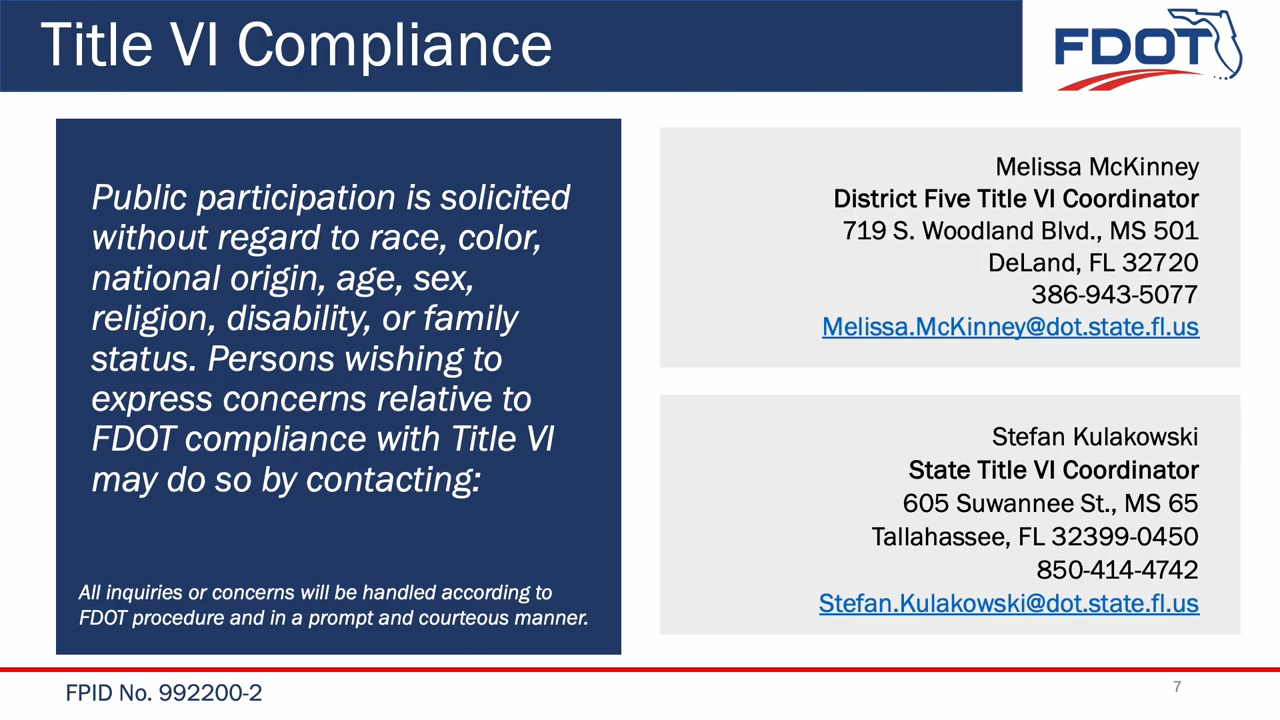 Title VI Compliance
FDOT
Public participation is solicited
without regard to race, color,
national origin, age, sex,
religion, disability, or family
status. Persons wishing to
express concerns relative to
FDOT compliance with Title VI
may do so by contacting:
All inquiries or concerns will be handled according to
FDOT procedure and in a prompt and courteous manner.
Melissa McKinney
District Five Title VI Coordinator
719 S. Woodland Blvd., MS 501
DeLand, FL 32720
386-943-5077
Melissa.McKinney@dot.state.fl.us
Stefan Kulakowski
State Title VI Coordinator
605 Suwannee St., MS 65
Tallahassee, FL 32399-0450
850-414-4742
Stefan.Kulakowski@dot.state.fl.us
FPID No. 992200-2
7